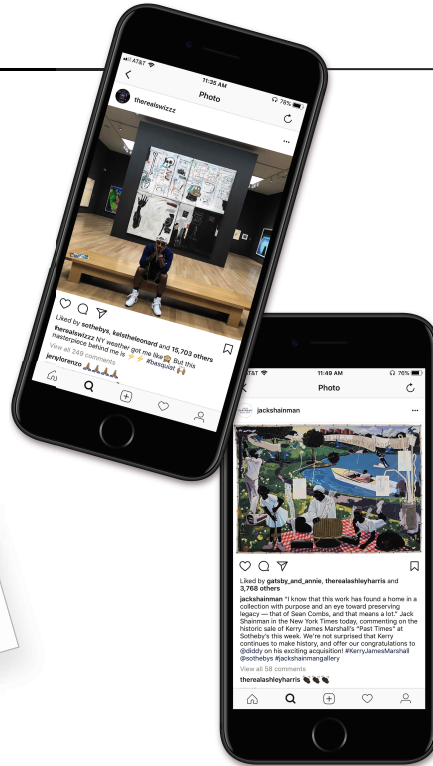 AT&T
11:35 AM
78%
Photo
therealswizzz
Liked by sothebys, kelstheleonard and 15,703 others
therealswizzz NY weather got me like But this
masterpiece behind me is ⚡⚡ #basquiat 🙌
View all 249 comments
jerrylorenzo
AT&T
11:49 AM
76%
Photo
jackshainman
Liked by gatsby_and_annie, therealashleyharris and
3,768 others
jackshainman "I know that this work has found a home in a
collection with purpose and an eye toward preserving
legacy — that of Sean Combs, and that means a lot." Jack
Shainman in the New York Times today, commenting on the
historic sale of Kerry James Marshall's "Past Times" at
Sotheby's this week. We're not surprised that Kerry
continues to make history, and offer our congratulations to
@diddy on his exciting acquisition! #KerryJamesMarshall
@sothebys #jackshainmangallery
View all 58 comments
therealashleyharris